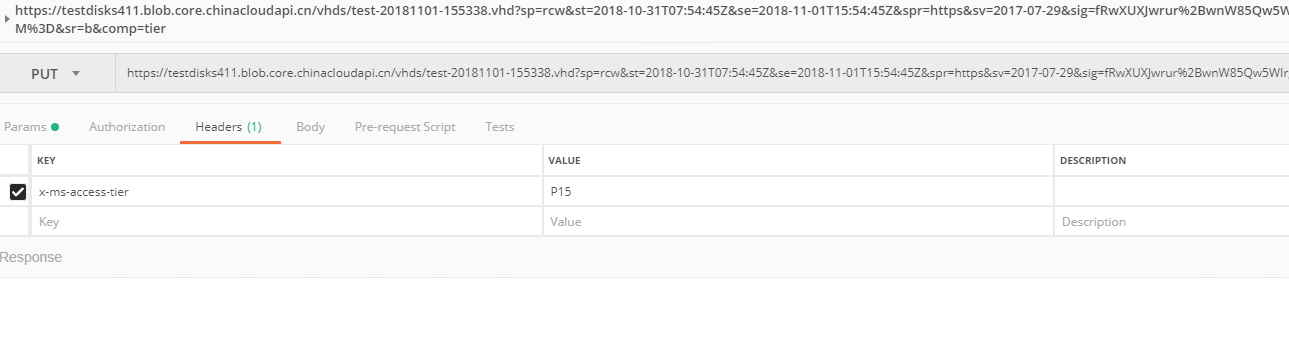 https://testdisks411.blob.core.chinacloudapi.cn/vhds/test-20181101-155338.vhd?sp=rcw&st=2018-10-31T07:54:45Z&se=2018-11-01T15:54:45Z&spr=https&sv=2017-07-29&sig=fRwXUXJwrur%2BwnW85Qw5W
M%3D&sr=b&comp=tier
PUT https://testdisks411.blob.core.chinacloudapi.cn/vhds/test-20181101-155338.vhd?sp=rcw&st=2018-10-31T07:54:45Z&se=2018-11-01T15:54:45Z&spr=https&sv=2017-07-29&sig=fRwXUXJwrur%2BwnW85Qw5WIr
Params Authorization Headers (1) Body Pre-request Script Tests
KEY VALUE DESCRIPTION
x-ms-access-tier P15
Key Value Description
Response